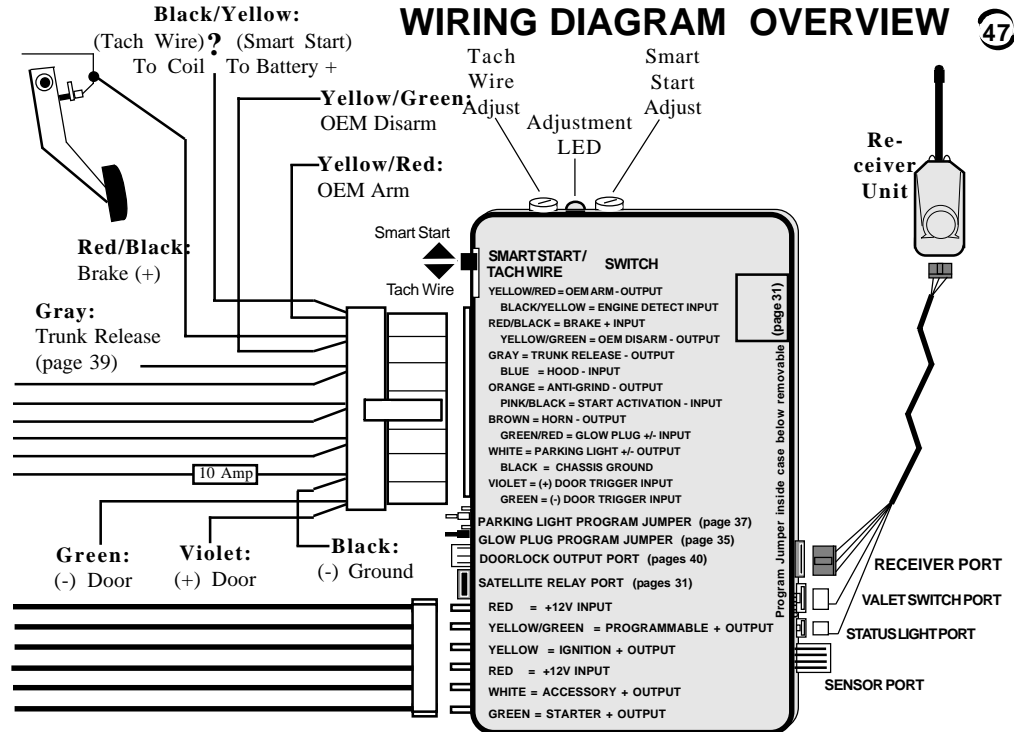 WIRING DIAGRAM OVERVIEW
47
Black/Yellow:
(Tach Wire) ? (Smart Start)
To Coil To Battery +
Yellow/Green:
OEM Disarm
Yellow/Red:
OEM Arm
Tach
Wire
Adjust
Adjustment
LED
Smart
Start
Adjust
Re-
ceiver
Unit
Red/Black:
Brake (+)
Gray:
Trunk Release
(page 39)
Smart Start
Tach Wire
10 Amp
Green:
(-) Door
Violet:
(+) Door
Black:
(-) Ground
SMART START /
TACH WIRE SWITCH
YELLOW/RED = OEM ARM - OUTPUT
BLACK/YELLOW = ENGINE DETECT INPUT
RED/BLACK = BRAKE + INPUT
YELLOW/GREEN = OEM DISARM - OUTPUT
GRAY = TRUNK RELEASE - OUTPUT
BLUE = HOOD - INPUT
ORANGE = ANTI-GRIND - OUTPUT
PINK/BLACK = START ACTIVATION - INPUT
BROWN = HORN - OUTPUT
GREEN/RED = GLOW PLUG +/- INPUT
WHITE = PARKING LIGHT +/- OUTPUT
BLACK = CHASSIS GROUND
VIOLET = (+) DOOR TRIGGER INPUT
GREEN = (-) DOOR TRIGGER INPUT
PARKING LIGHT PROGRAM JUMPER (page 37)
GLOW PLUG PROGRAM JUMPER (page 35)
DOORLOCK OUTPUT PORT (pages 40)
SATELLITE RELAY PORT (pages 31)
RED = +12V INPUT
YELLOW/GREEN = PROGRAMMABLE + OUTPUT
YELLOW = IGNITION + OUTPUT
RED = +12V INPUT
WHITE = ACCESSORY + OUTPUT
GREEN = STARTER + OUTPUT
Program Jumper inside case below removable (page 31)
RECEIVER PORT
VALET SWITCH PORT
STATUS LIGHT PORT
SENSOR PORT